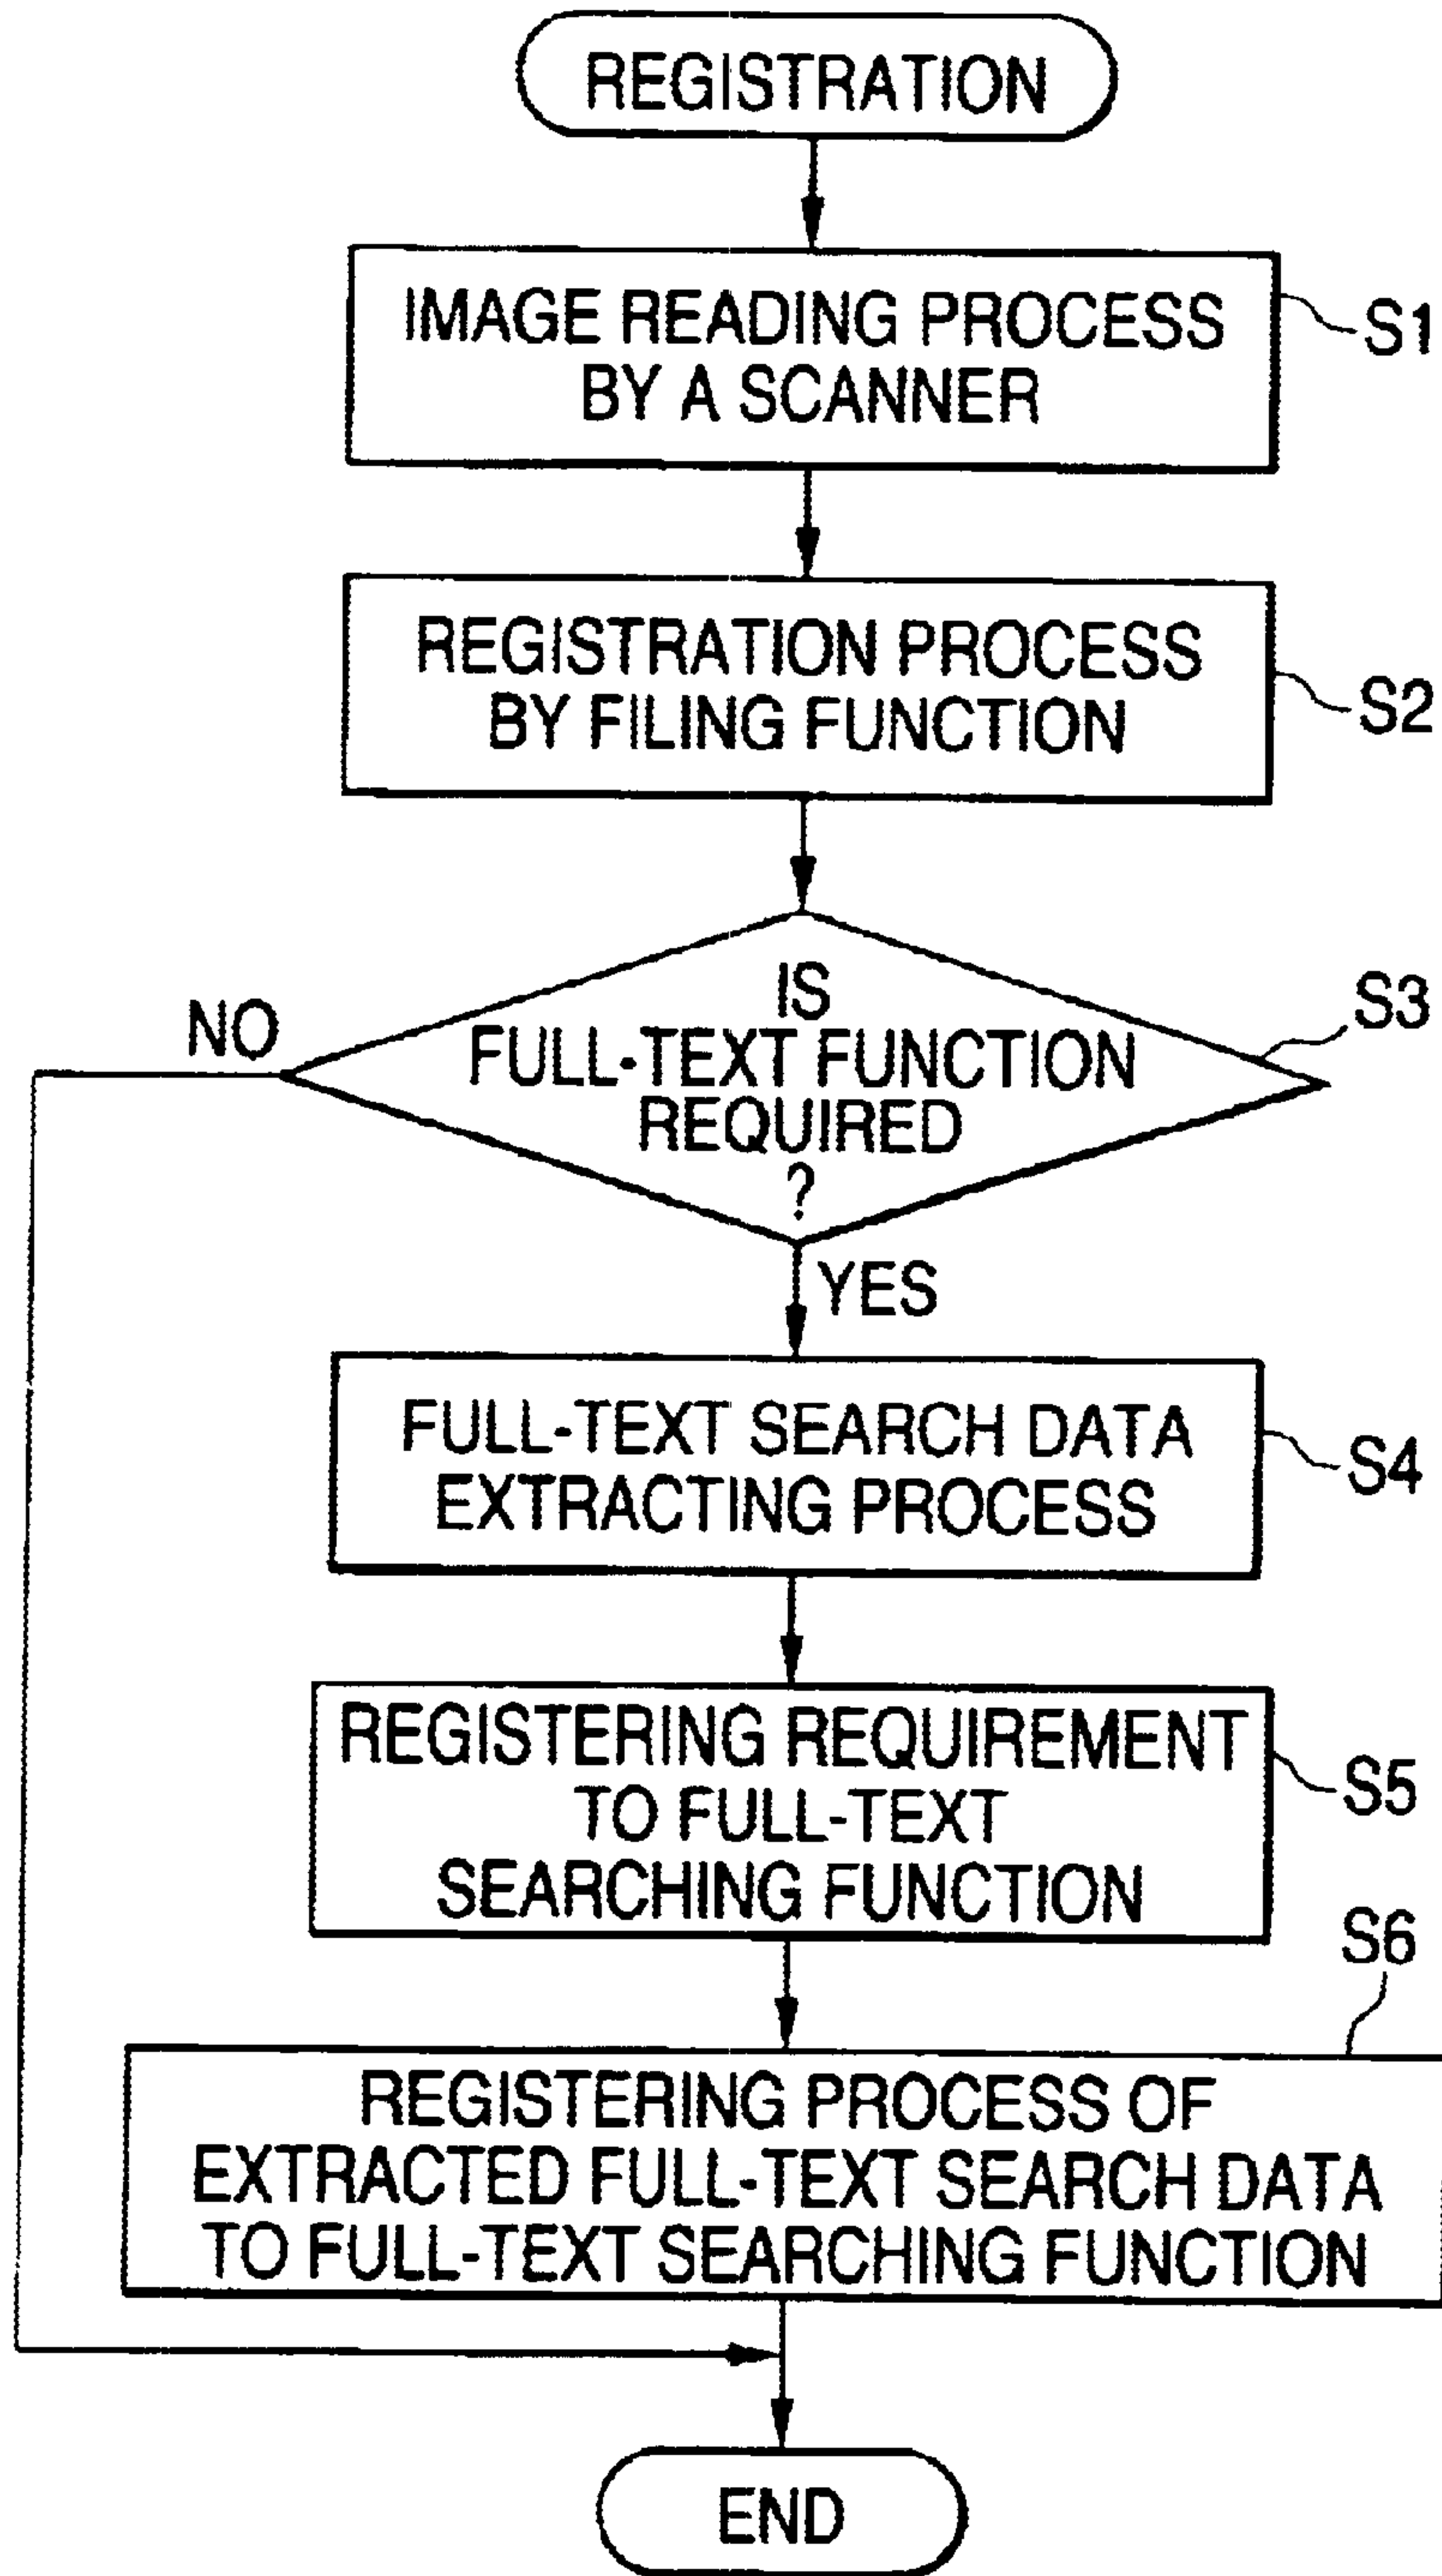 REGISTRATION
IMAGE READING PROCESS
BY A SCANNER
S1
REGISTRATION PROCESS
BY FILING FUNCTION
S2
IS
FULL-TEXT FUNCTION
REQUIRED
?
S3
NO
YES
FULL-TEXT SEARCH DATA
EXTRACTING PROCESS
S4
REGISTERING REQUIREMENT
TO FULL-TEXT
SEARCHING FUNCTION
S5
S6
REGISTERING PROCESS OF
EXTRACTED FULL-TEXT SEARCH DATA
TO FULL-TEXT SEARCHING FUNCTION
END